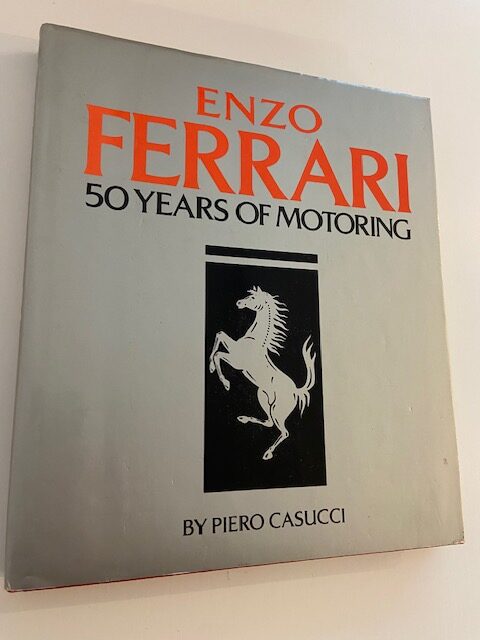 ENZO
FERRARI
50 YEARS OF MOTORING
BY PIERO CASUCCI